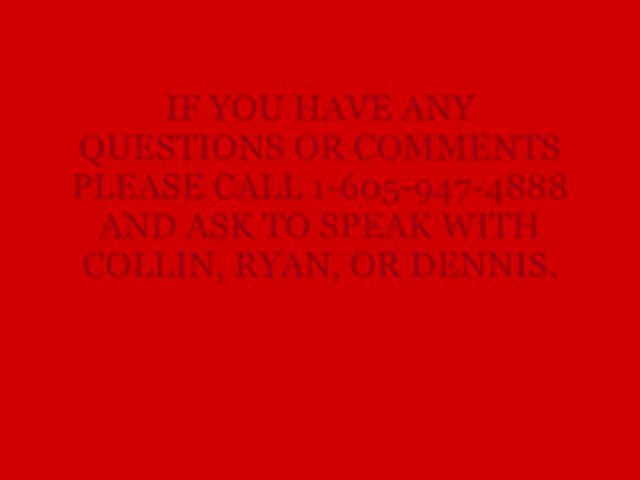 IF YOU HAVE ANY
QUESTIONS OR COMMENTS
PLEASE CALL 1-605-947-4888
AND ASK TO SPEAK WITH
COLLIN, RYAN, OR DENNIS.